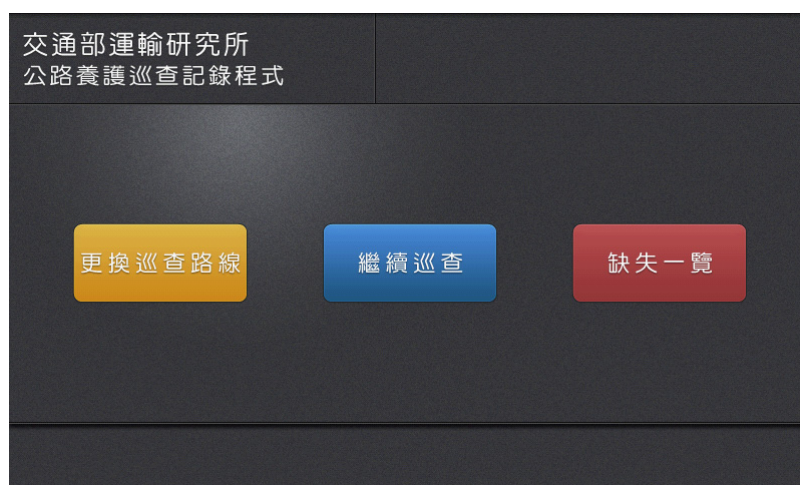 交通部運輸研究所
公路養護巡查記錄程式
更換巡查路線
繼續巡查
缺失一覽